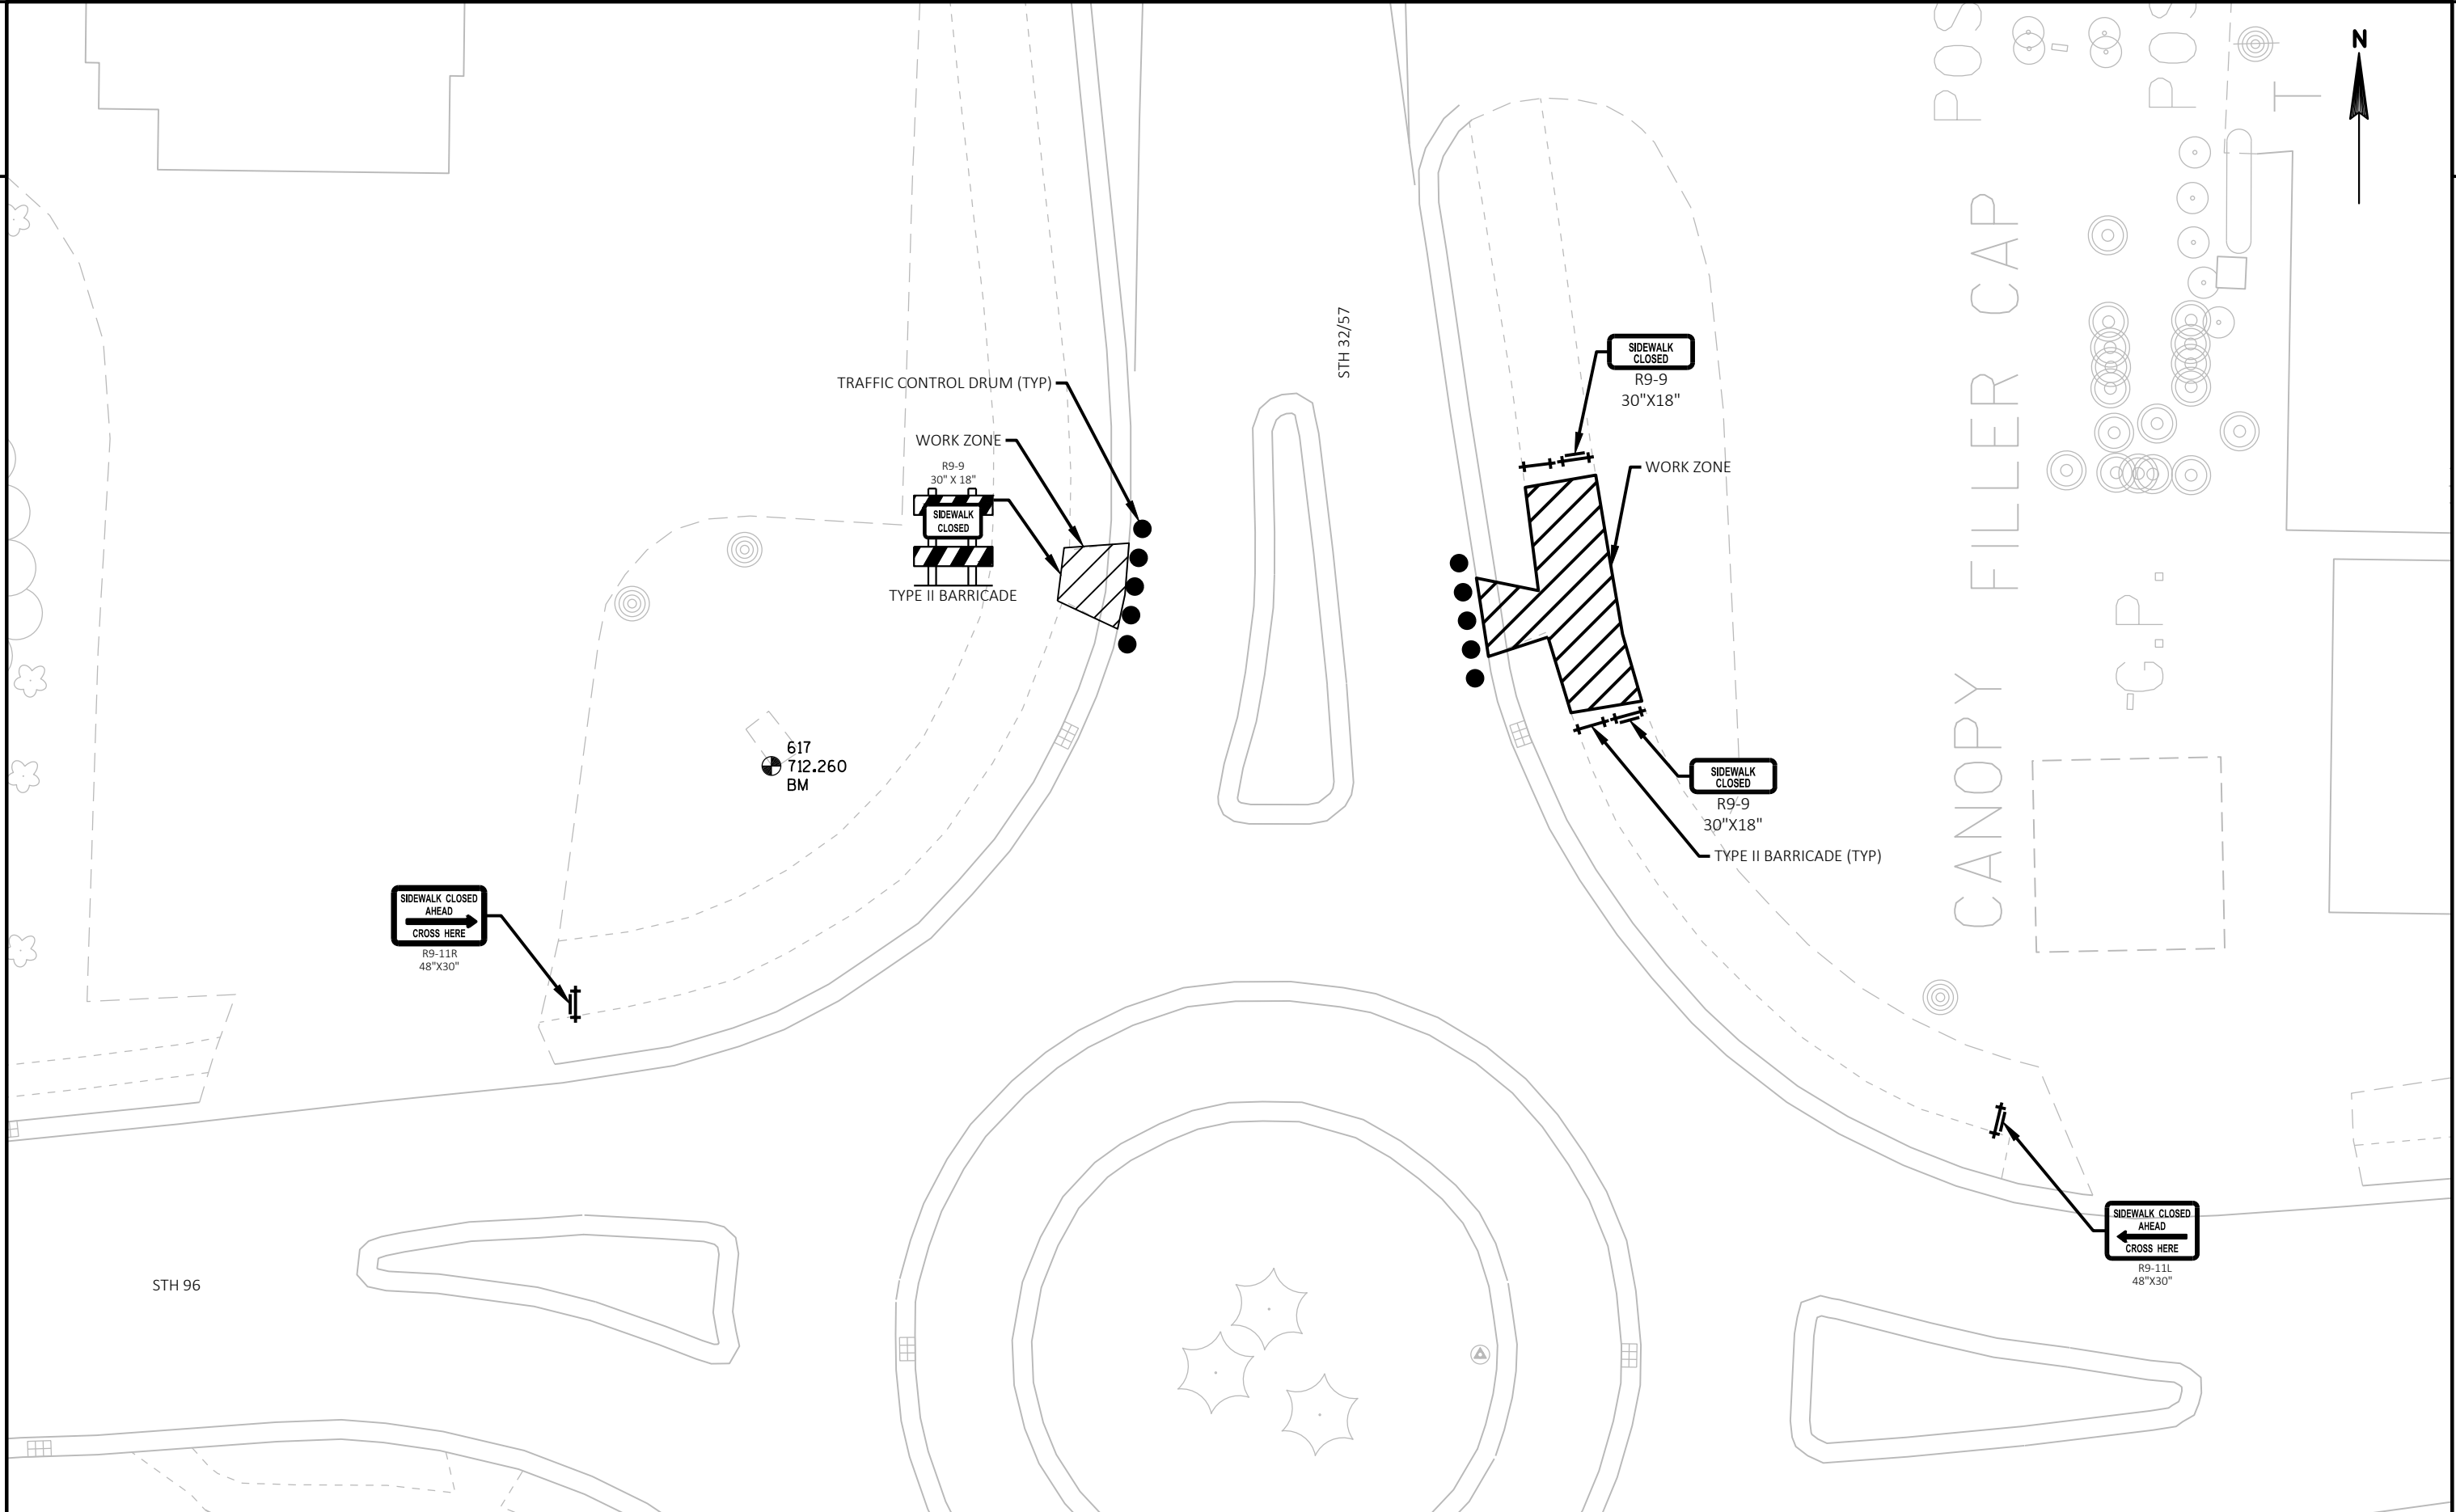 POS
POS
T
N
FILLER CAP
CANOPY
G.P.
STH 32/57
TRAFFIC CONTROL DRUM (TYP)
WORK ZONE
R9-9
30" X 18"
SIDEWALK
CLOSED
TYPE II BARRICADE
SIDEWALK
CLOSED
R9-9
30"X18"
WORK ZONE
617
712.260
BM
SIDEWALK
CLOSED
R9-9
30"X18"
TYPE II BARRICADE (TYP)
SIDEWALK CLOSED
AHEAD
CROSS HERE
R9-11R
48"X30"
SIDEWALK CLOSED
AHEAD
CROSS HERE
R9-11L
48"X30"
STH 96